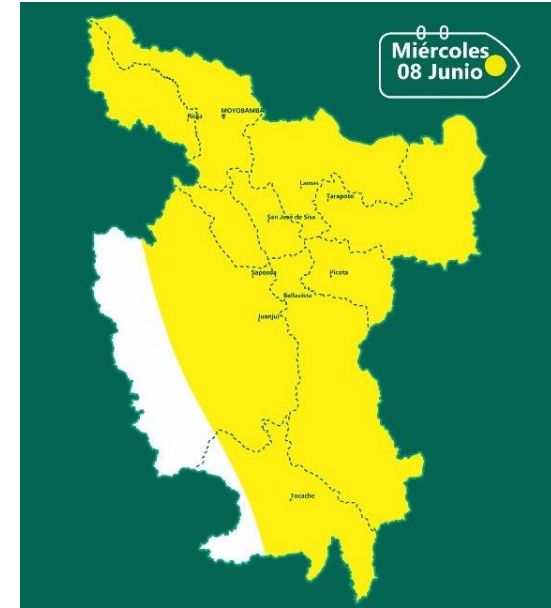 Miércoles
08 Junio
Rioja
MOYOBAMBA
Lamas
Tarapoto
San José de Sisa
Saposoa
Picota
Bellavista
Juanjuí
Tocache